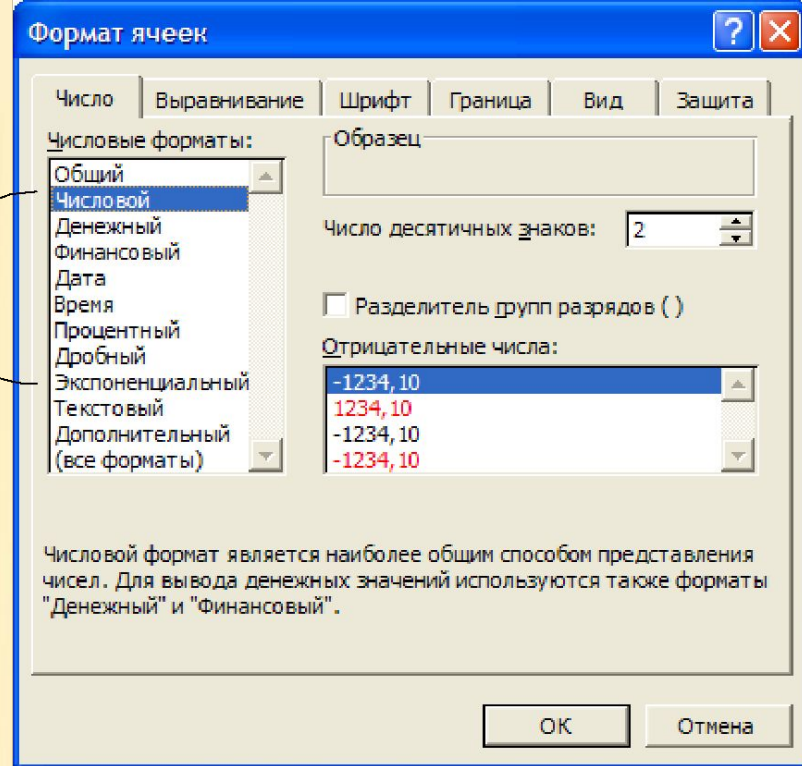 Формат ячеек
Число
Выравнивание
Шрифт
Граница
Вид
Защита
Числовые форматы:
Общий
Числовой
Денежный
Финансовый
Дата
Время
Процентный
Дробный
Экспоненциальный
Текстовый
Дополнительный
(все форматы)
Образец
Число десятичных знаков:
2
Разделитель групп разрядов ( )
Отрицательные числа:
-1234,10
1234,10
-1234,10
-1234,10
Числовой формат является наиболее общим способом представления
чисел. Для вывода денежных значений используются также форматы
"Денежный" и "Финансовый".
ОК
Отмена